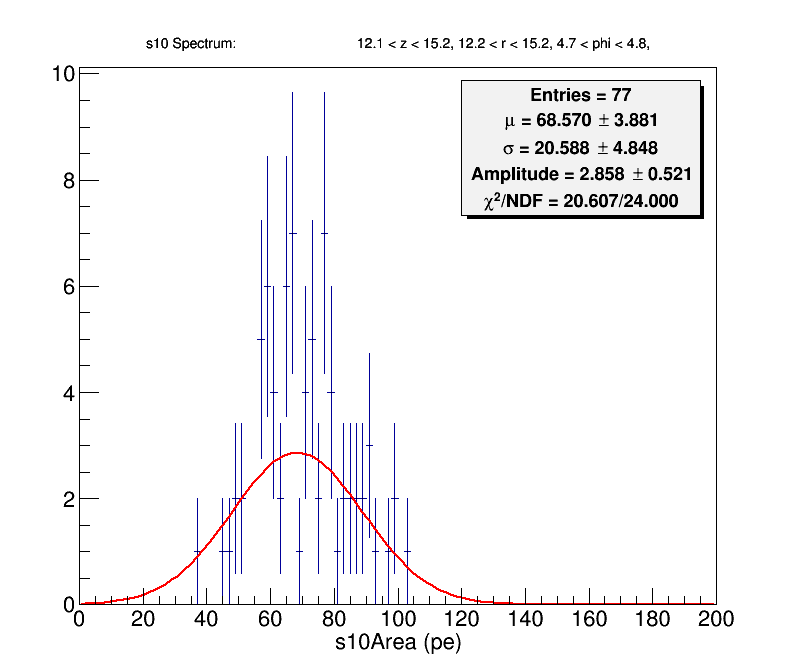 s10 Spectrum: 12.1 < z < 15.2, 12.2 < r < 15.2, 4.7 < phi < 4.8,
Entries = 77
μ = 68.570 ± 3.881
σ = 20.588 ± 4.848
Amplitude = 2.858 ± 0.521
χ²/NDF = 20.607/24.000
10
8
6
4
2
0
0 20 40 60 80 100 120 140 160 180 200
s10Area (pe)